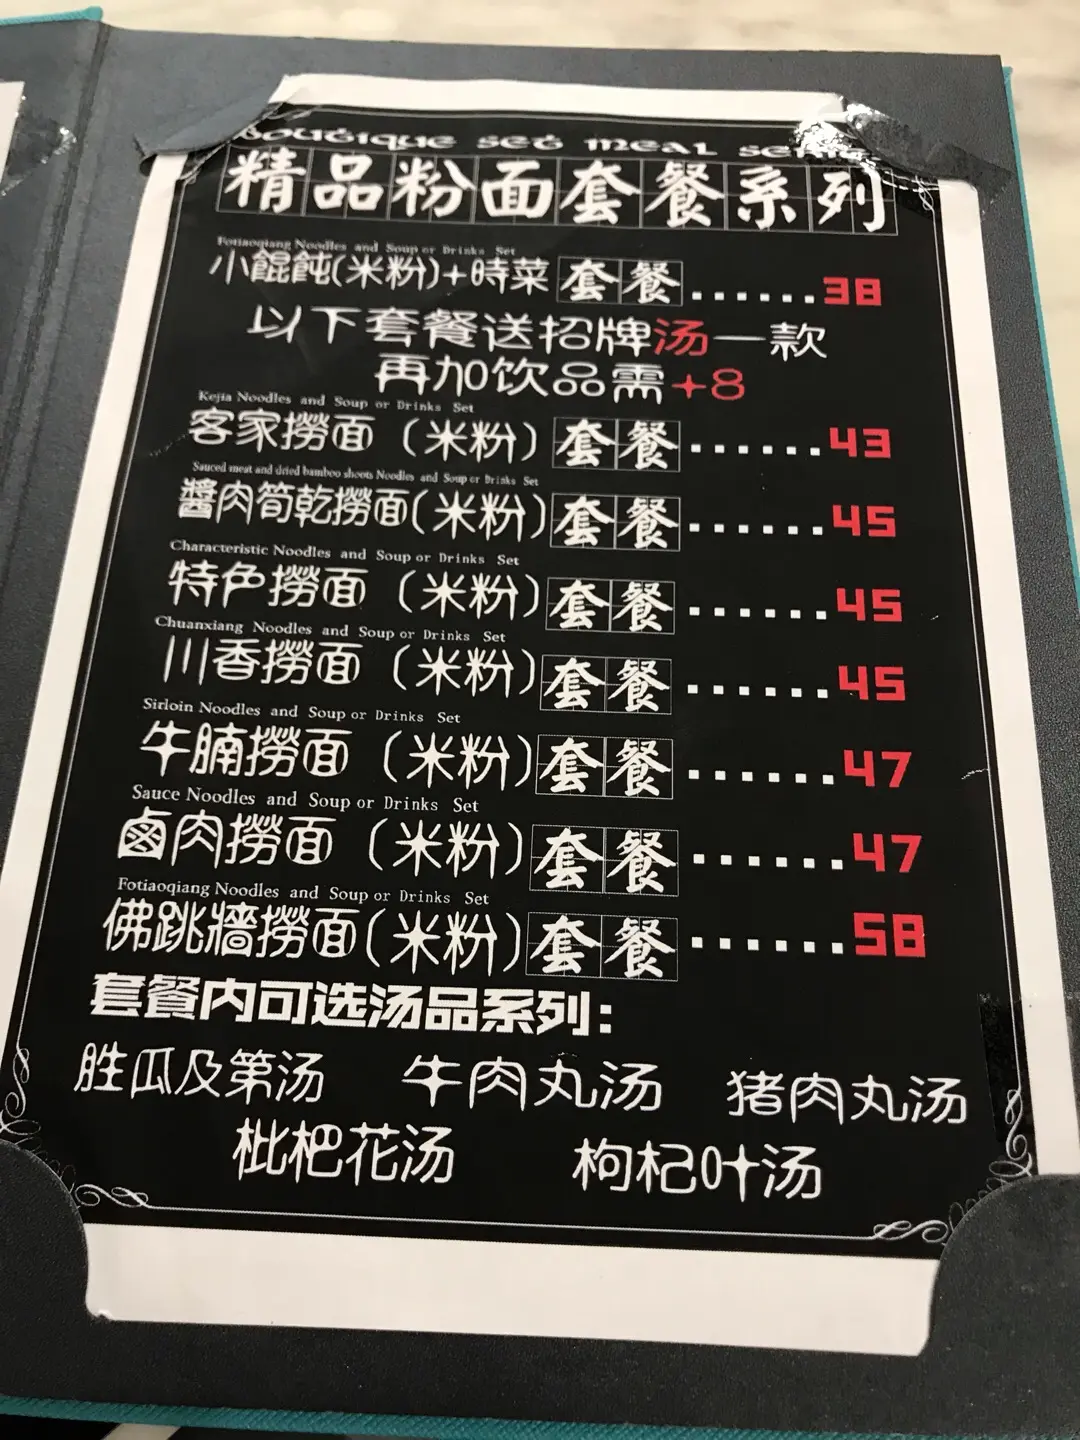 BOUTIQUE SET MEAL
精品粉面套餐系列
Fotiaoqiang Noodles and Soup or Drinks Set
小餛飩(米粉)+時菜套餐......38
以下套餐送招牌汤一款
再加饮品需+8
Kejia Noodles and Soup or Drinks Set
客家撈面（米粉）套餐......43
Sauced meat and dried bamboo shoots Noodles and Soup or Drinks Set
醬肉筍乾撈面(米粉)套餐......45
Characteristic Noodles and Soup or Drinks Set
特色撈面（米粉)套餐......45
Chuanxiang Noodles and Soup or Drinks Set
川香撈面（米粉)套餐......45
Sirloin Noodles and Soup or Drinks Set
牛腩撈面（米粉)套餐......47
Sauce Noodles and Soup or Drinks Set
鹵肉撈面（米粉)套餐......47
Fotiaoqiang Noodles and Soup or Drinks Set
佛跳牆撈面(米粉)套餐......58
套餐内可选汤品系列：
胜瓜及第汤 牛肉丸汤 猪肉丸汤
枇杷花汤 枸杞叶汤